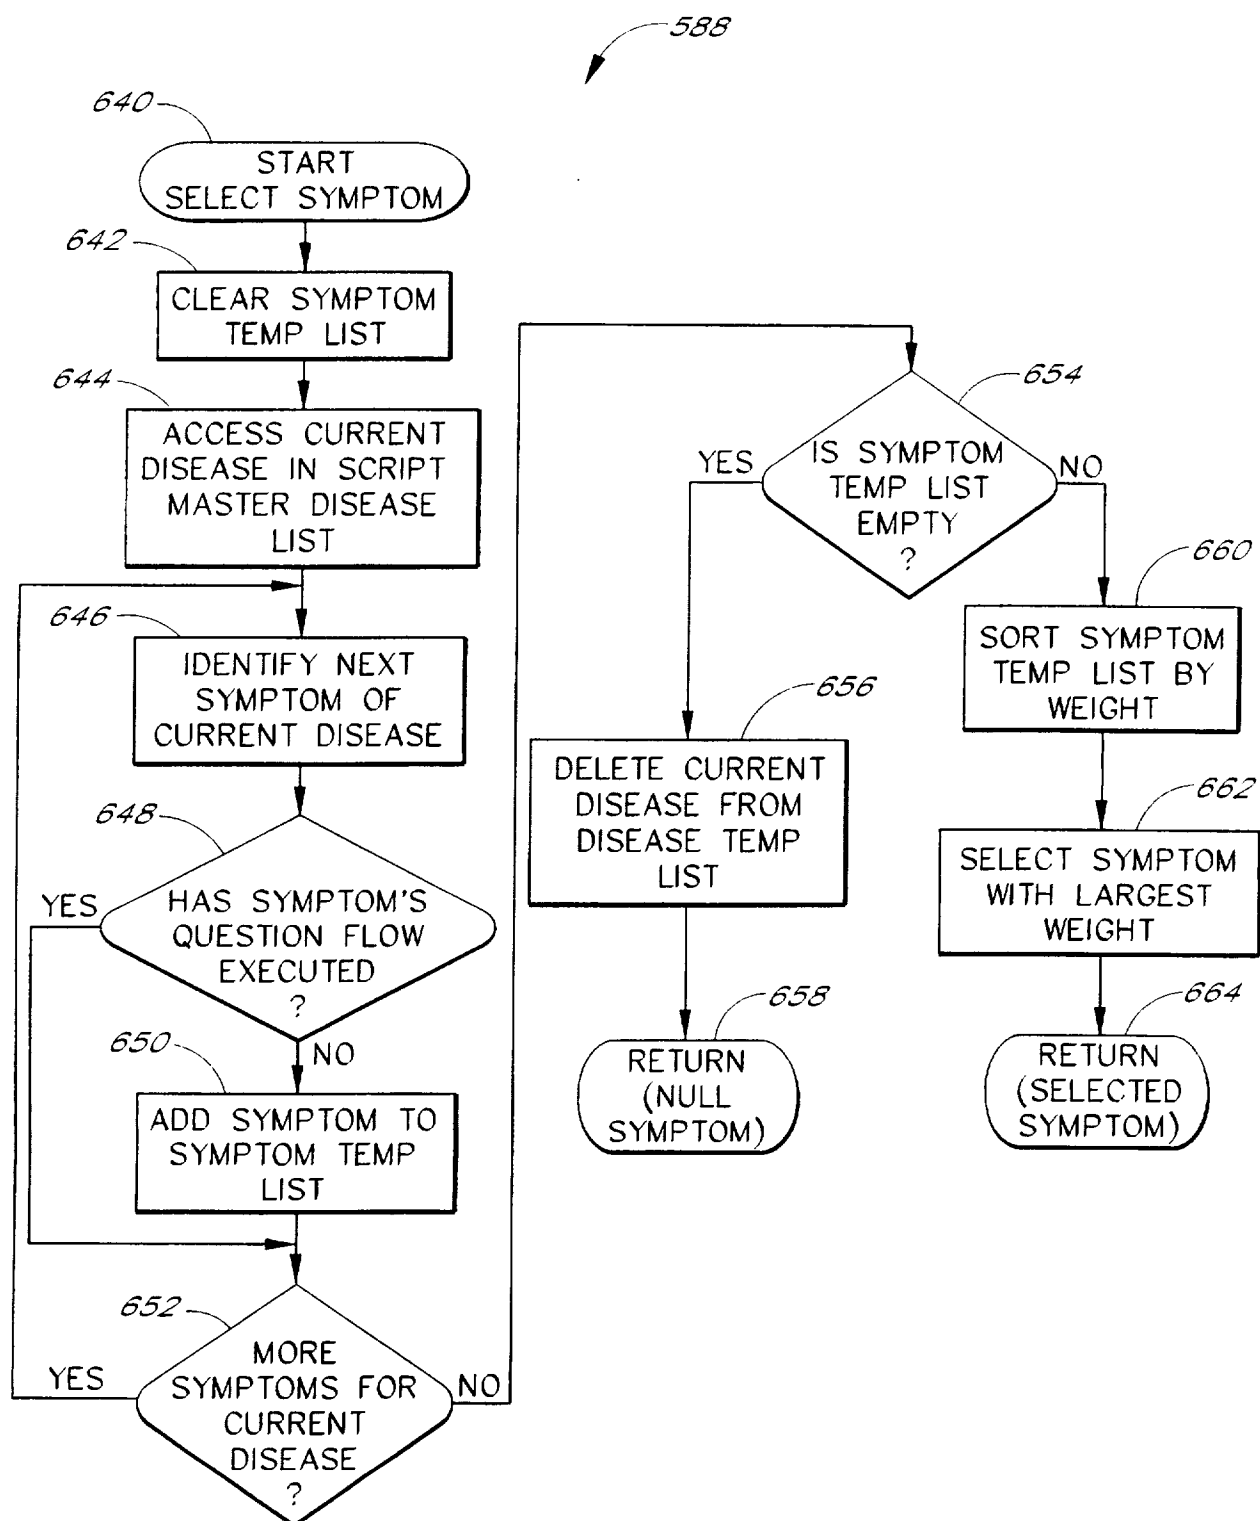 588
640
START
SELECT SYMPTOM
642
CLEAR SYMPTOM
TEMP LIST
644
ACCESS CURRENT
DISEASE IN SCRIPT
MASTER DISEASE
LIST
646
IDENTIFY NEXT
SYMPTOM OF
CURRENT DISEASE
648
HAS SYMPTOM'S
QUESTION FLOW
EXECUTED
?
YES
NO
650
ADD SYMPTOM TO
SYMPTOM TEMP
LIST
652
MORE
SYMPTOMS FOR
CURRENT
DISEASE
?
YES
NO
654
IS SYMPTOM
TEMP LIST
EMPTY
?
YES
NO
656
DELETE CURRENT
DISEASE FROM
DISEASE TEMP
LIST
658
RETURN
(NULL
SYMPTOM)
660
SORT SYMPTOM
TEMP LIST BY
WEIGHT
662
SELECT SYMPTOM
WITH LARGEST
WEIGHT
664
RETURN
(SELECTED
SYMPTOM)